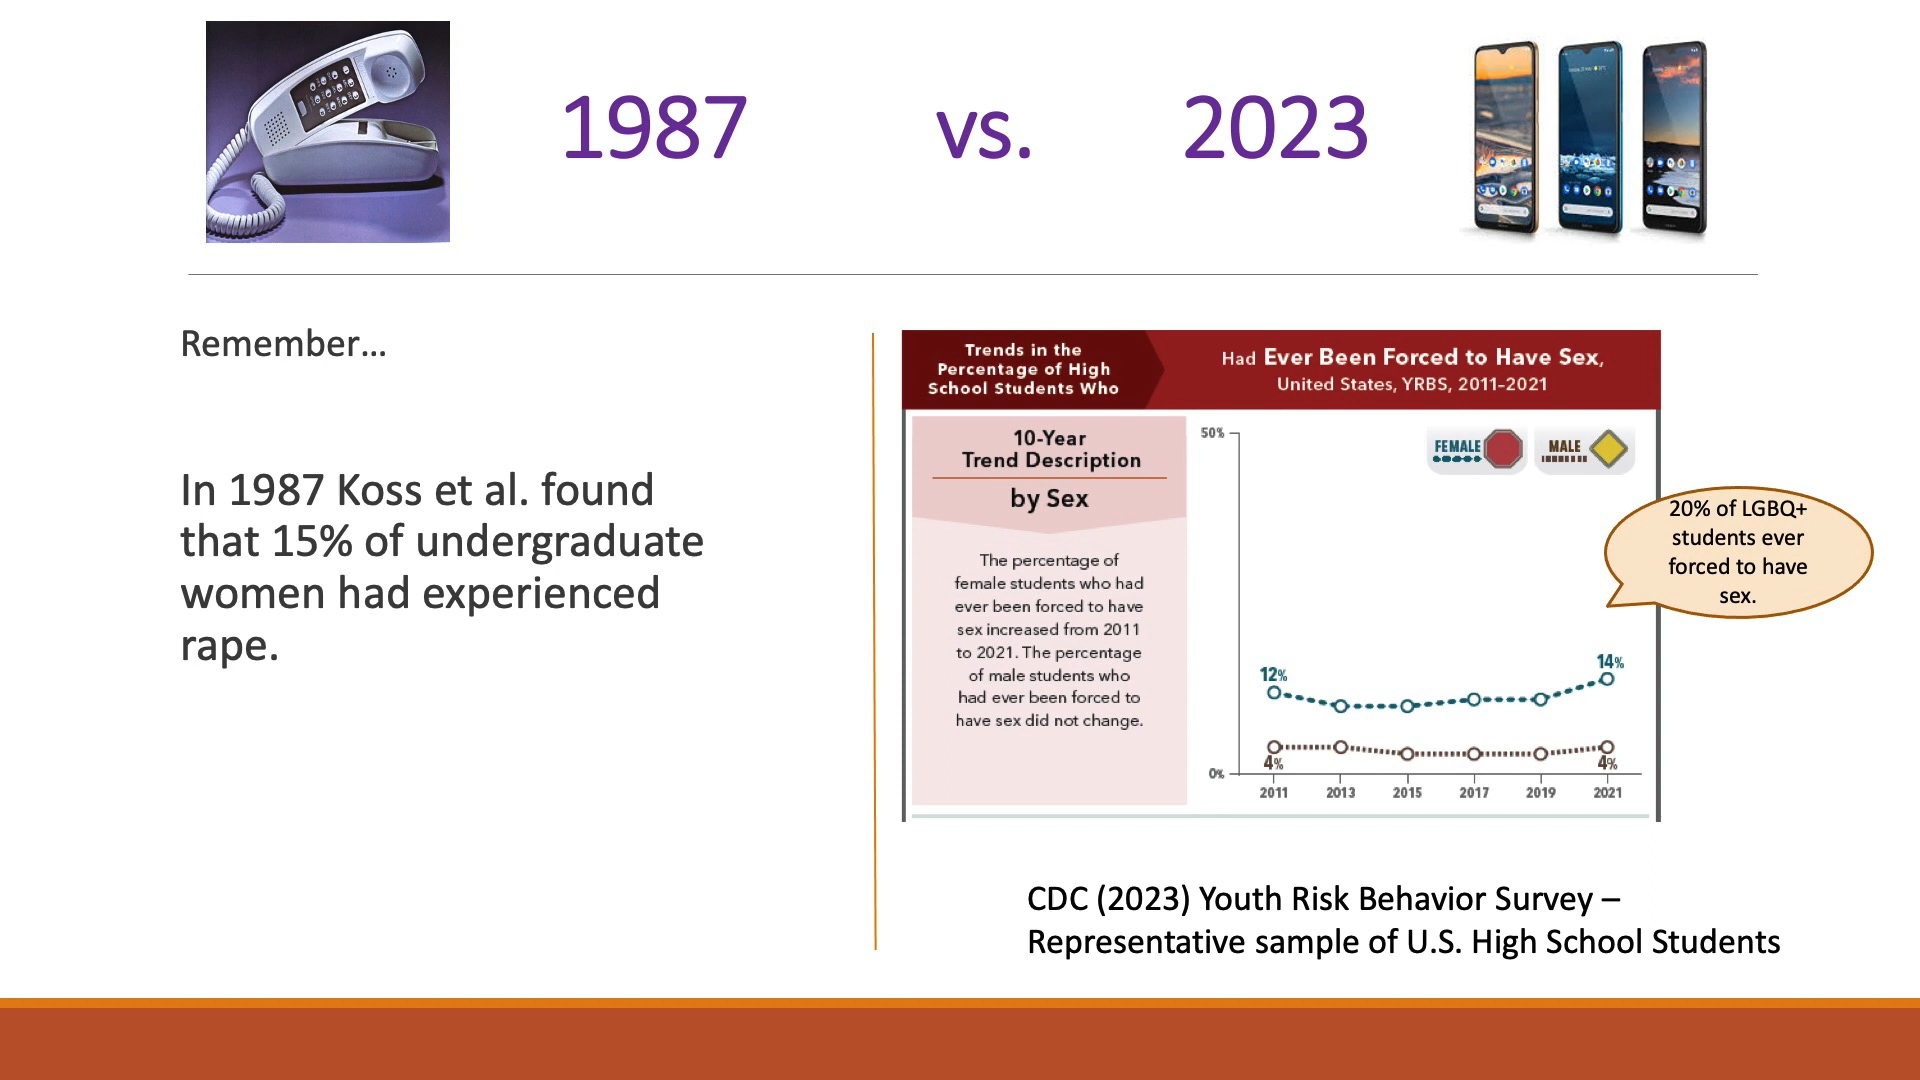 1987 vs. 2023
Remember…
In 1987 Koss et al. found
that 15% of undergraduate
women had experienced
rape.
Trends in the
Percentage of High
School Students Who
Had Ever Been Forced to Have Sex,
United States, YRBS, 2011–2021
10-Year
Trend Description
by Sex
The percentage of
female students who had
ever been forced to have
sex increased from 2011
to 2021. The percentage
of male students who
had ever been forced to
have sex did not change.
50%
FEMALE
MALE
20% of LGBQ+
students ever
forced to have
sex.
12%
14%
4%
4%
0%
2011 2013 2015 2017 2019 2021
CDC (2023) Youth Risk Behavior Survey –
Representative sample of U.S. High School Students